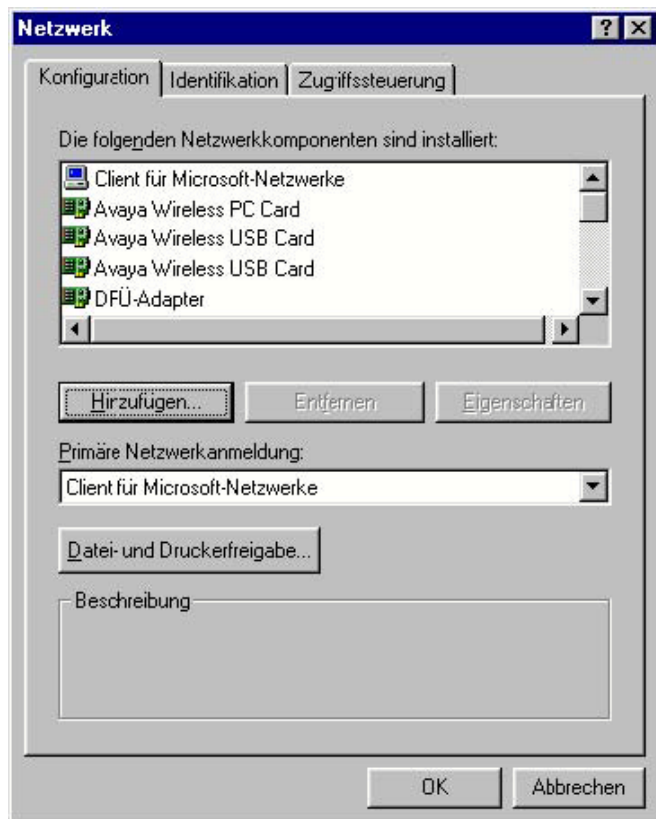 Netzwerk
Konfiguration Identifikation Zugriffssteuerung
Die folgenden Netzwerkkomponenten sind installiert:
Client für Microsoft-Netzwerke
Avaya Wireless PC Card
Avaya Wireless USB Card
Avaya Wireless USB Card
DFÜ-Adapter
Hinzufügen... Entfernen Eigenschaften
Primäre Netzwerkanmeldung:
Client für Microsoft-Netzwerke
Datei- und Druckerfreigabe...
Beschreibung
OK Abbrechen